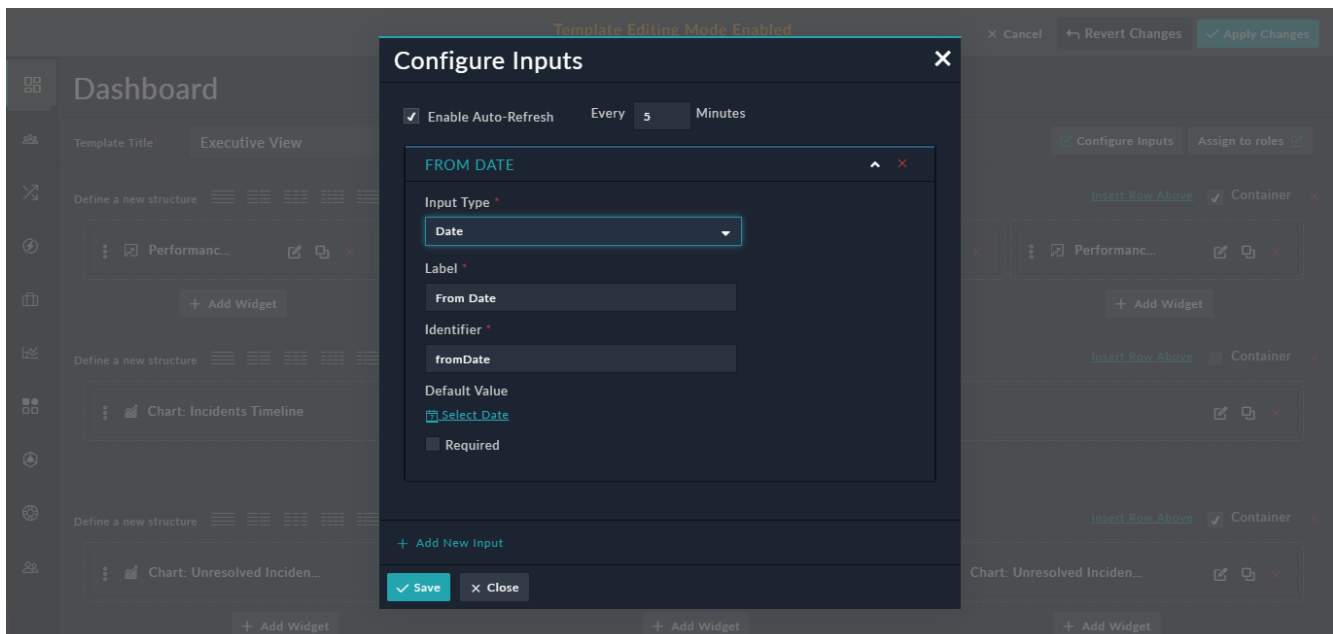 Template Editing Mode Enabled
Cancel Revert Changes Apply Changes
Configure Inputs
Dashboard
Enable Auto-Refresh Every 5 Minutes
Template Title* Executive View Configure Inputs Assign to roles
FROM DATE
Define a new structure Insert Row Above Container
Input Type *
Date
Performanc... Performanc...
Label *
From Date
+ Add Widget + Add Widget
Identifier *
fromDate
Define a new structure Insert Row Above Container
Default Value
Select Date
Chart: Incidents Timeline
Required
Define a new structure Insert Row Above Container
+ Add New Input
Chart: Unresolved Inciden... Chart: Unresolved Inciden...
Save Close
+ Add Widget + Add Widget + Add Widget